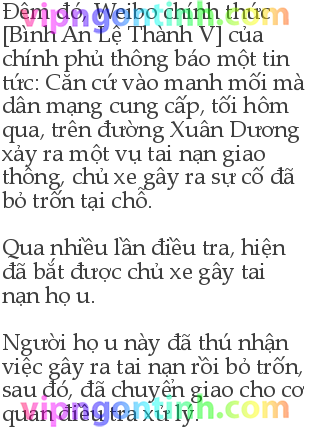 Đêm đó, Weibo chính thức
[Bình An Lệ Thành V] của
chính phủ thông báo một tin
tức: Căn cứ vào manh mối mà
dân mạng cung cấp, tối hôm
qua, trên đường Xuân Dương
xảy ra một vụ tai nạn giao
thông, chủ xe gây ra sự cố đã
bỏ trốn tại chỗ.
Qua nhiều lần điều tra, hiện
đã bắt được chủ xe gây tai
nạn họ u.
Người họ u này đã thú nhận
việc gây ra tai nạn rồi bỏ trốn,
sau đó, đã chuyển giao cho cơ
quan điều tra xử lý.
vipngontinh.com
vipngontinh.com
vipngontinh.com
vipngontinh.com